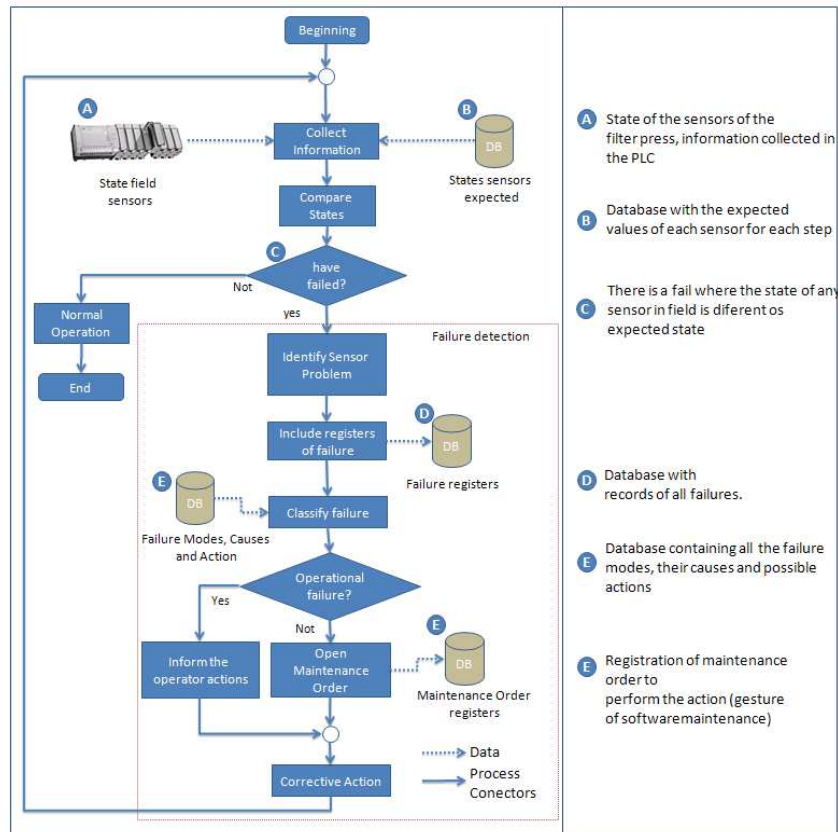 Beginning
A
B
Collect
Information
DB
State field
sensors
States sensors
expected
Compare
States
C
have
failed?
Not
yes
Normal
Operation
End
Failure detection
Identify Sensor
Problem
D
Include registers
of failure
DB
Failure registers
E
DB
Classify failure
Failure Modes, Causes
and Action
Operational
failure?
Yes
Not
E
Inform the
operator actions
Open
Maintenance
Order
DB
Maintenance Order
registers
Data
Process
Conectors
Corrective Action
A
State of the sensors of the
filter press, information collected in
the PLC
B
Database with the expected
values of each sensor for each step
C
There is a fail where the state of any
sensor in field is diferent os
expected state
D
Database with
records of all failures.
E
Database containing all the failure
modes, their causes and possible
actions
E
Registration of maintenance
order to
perform the action (gesture
of softwaremaintenance)